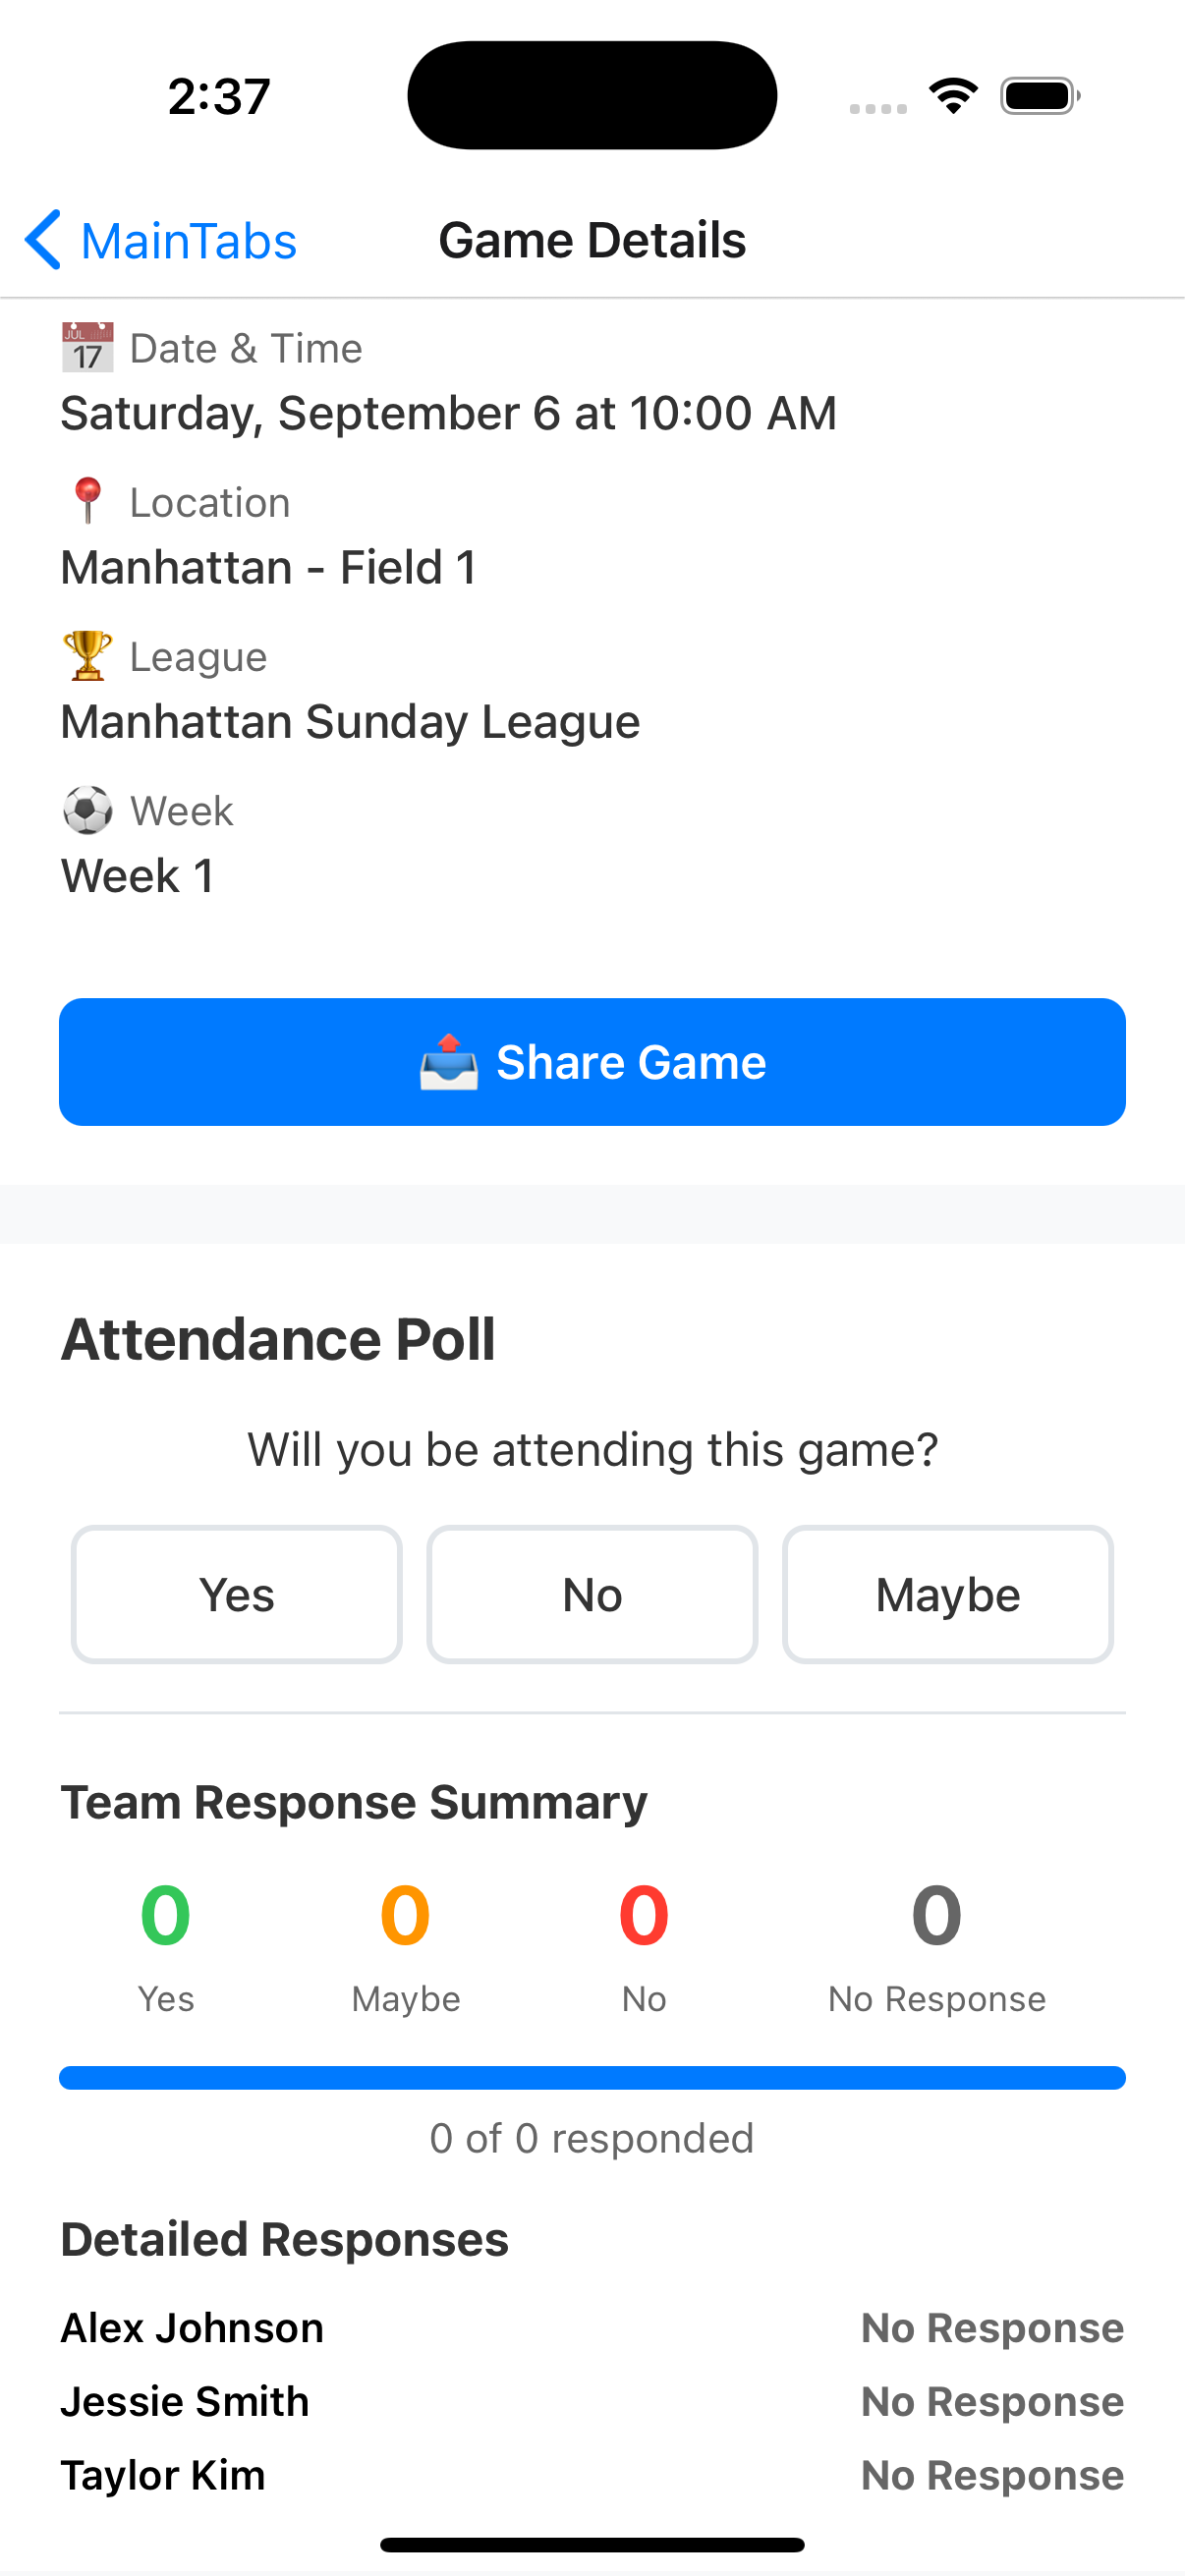 2:37
MainTabs
Game Details
JUL
17
Date & Time
Saturday, September 6 at 10:00 AM
Location
Manhattan - Field 1
League
Manhattan Sunday League
Week
Week 1
Share Game
Attendance Poll
Will you be attending this game?
Yes No Maybe
Team Response Summary
0 0 0 0
Yes Maybe No No Response
0 of 0 responded
Detailed Responses
Alex Johnson No Response
Jessie Smith No Response
Taylor Kim No Response